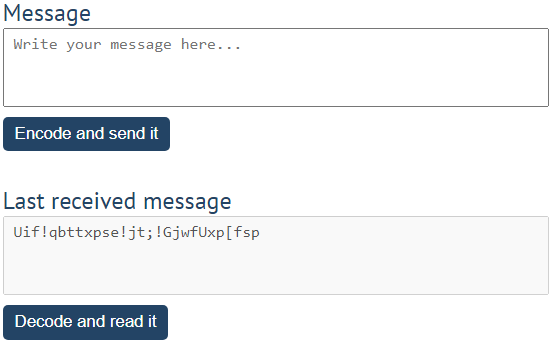 Message
Write your message here...
Encode and send it
Last received message
Uif!qbttxpse!jt;!GjwfUxp[fsp
Decode and read it